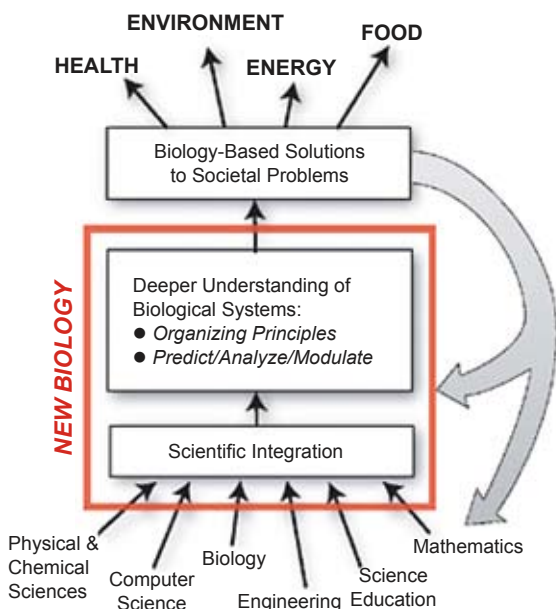 ENVIRONMENT
FOOD
HEALTH
ENERGY
Biology-Based Solutions
to Societal Problems
NEW BIOLOGY
Deeper Understanding of
Biological Systems:
● Organizing Principles
● Predict/Analyze/Modulate
Scientific Integration
Physical &
Chemical
Sciences
Computer
Science
Biology
Engineering
Science
Education
Mathematics